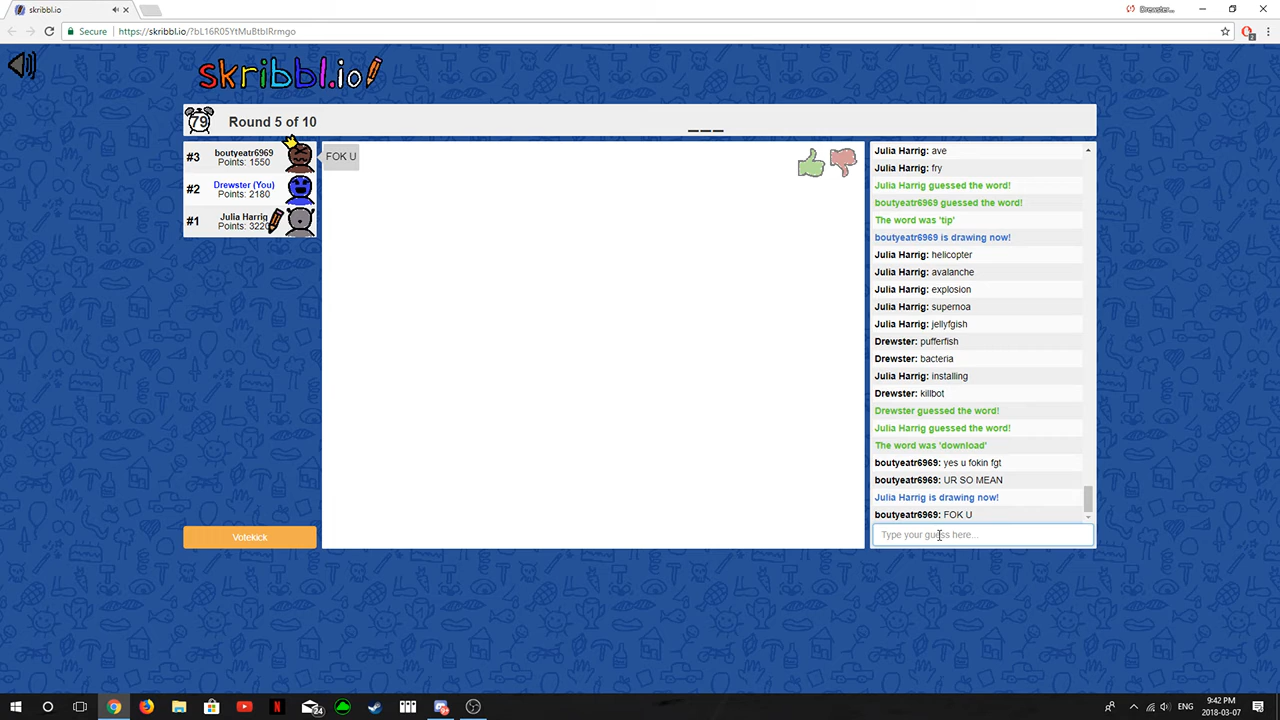 skribbl.io
Drewster...
Secure https://skribbl.io/?bL16R05YtMuBtblRrmgo
2
skribbl.io
79 Round 5 of 10
#3 boutyeatr6969
Points: 1550
FOK U
#2 Drewster (You)
Points: 2180
#1 Julia Harrig
Points: 3220
Votekick
Julia Harrig: ave
Julia Harrig: fry
Julia Harrig guessed the word!
boutyeatr6969 guessed the word!
The word was 'tip'
boutyeatr6969 is drawing now!
Julia Harrig: helicopter
Julia Harrig: avalanche
Julia Harrig: explosion
Julia Harrig: supernoa
Julia Harrig: jellyfgish
Drewster: pufferfish
Drewster: bacteria
Julia Harrig: installing
Drewster: killbot
Drewster guessed the word!
Julia Harrig guessed the word!
The word was 'download'
boutyeatr6969: yes u fokin fgt
boutyeatr6969: UR SO MEAN
Julia Harrig is drawing now!
boutyeatr6969: FOK U
Type your guess here...
24
9:42 PM
2018-03-07